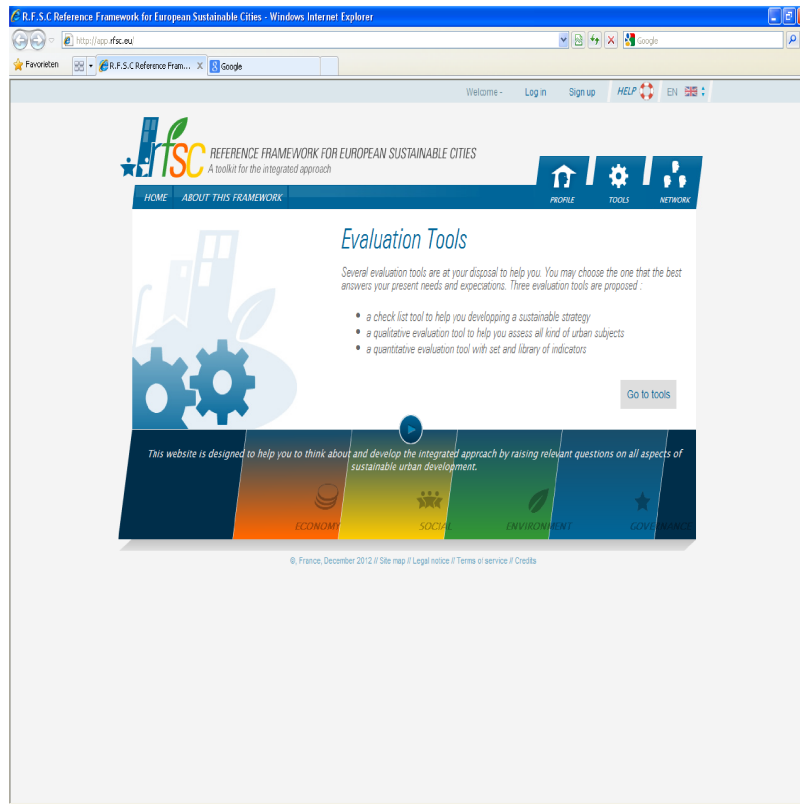 R.F.S.C Reference Framework for European Sustainable Cities - Windows Internet Explorer
http://app.rfsc.eu/
Google
Favorieten
R.F.S.C Reference Fram... X
Google
Welcome -
Log in
Sign up
HELP
EN
rfsc
REFERENCE FRAMEWORK FOR EUROPEAN SUSTAINABLE CITIES
A toolkit for the integrated approach
HOME
ABOUT THIS FRAMEWORK
PROFILE
TOOLS
NETWORK
Evaluation Tools
Several evaluation tools are at your disposal to help you. You may choose the one that the best
answers your present needs and expectations. Three evaluation tools are proposed :
a check list tool to help you developping a sustainable strategy
a qualitative evaluation tool to help you assess all kind of urban subjects
a quantitative evaluation tool with set and library of indicators
Go to tools
This website is designed to help you to think about and develop the integrated approach by raising relevant questions on all aspects of
sustainable urban development.
ECONOMY
SOCIAL
ENVIRONMENT
GOVERNANCE
©, France, December 2012 // Site map // Legal notice // Terms of service // Credits